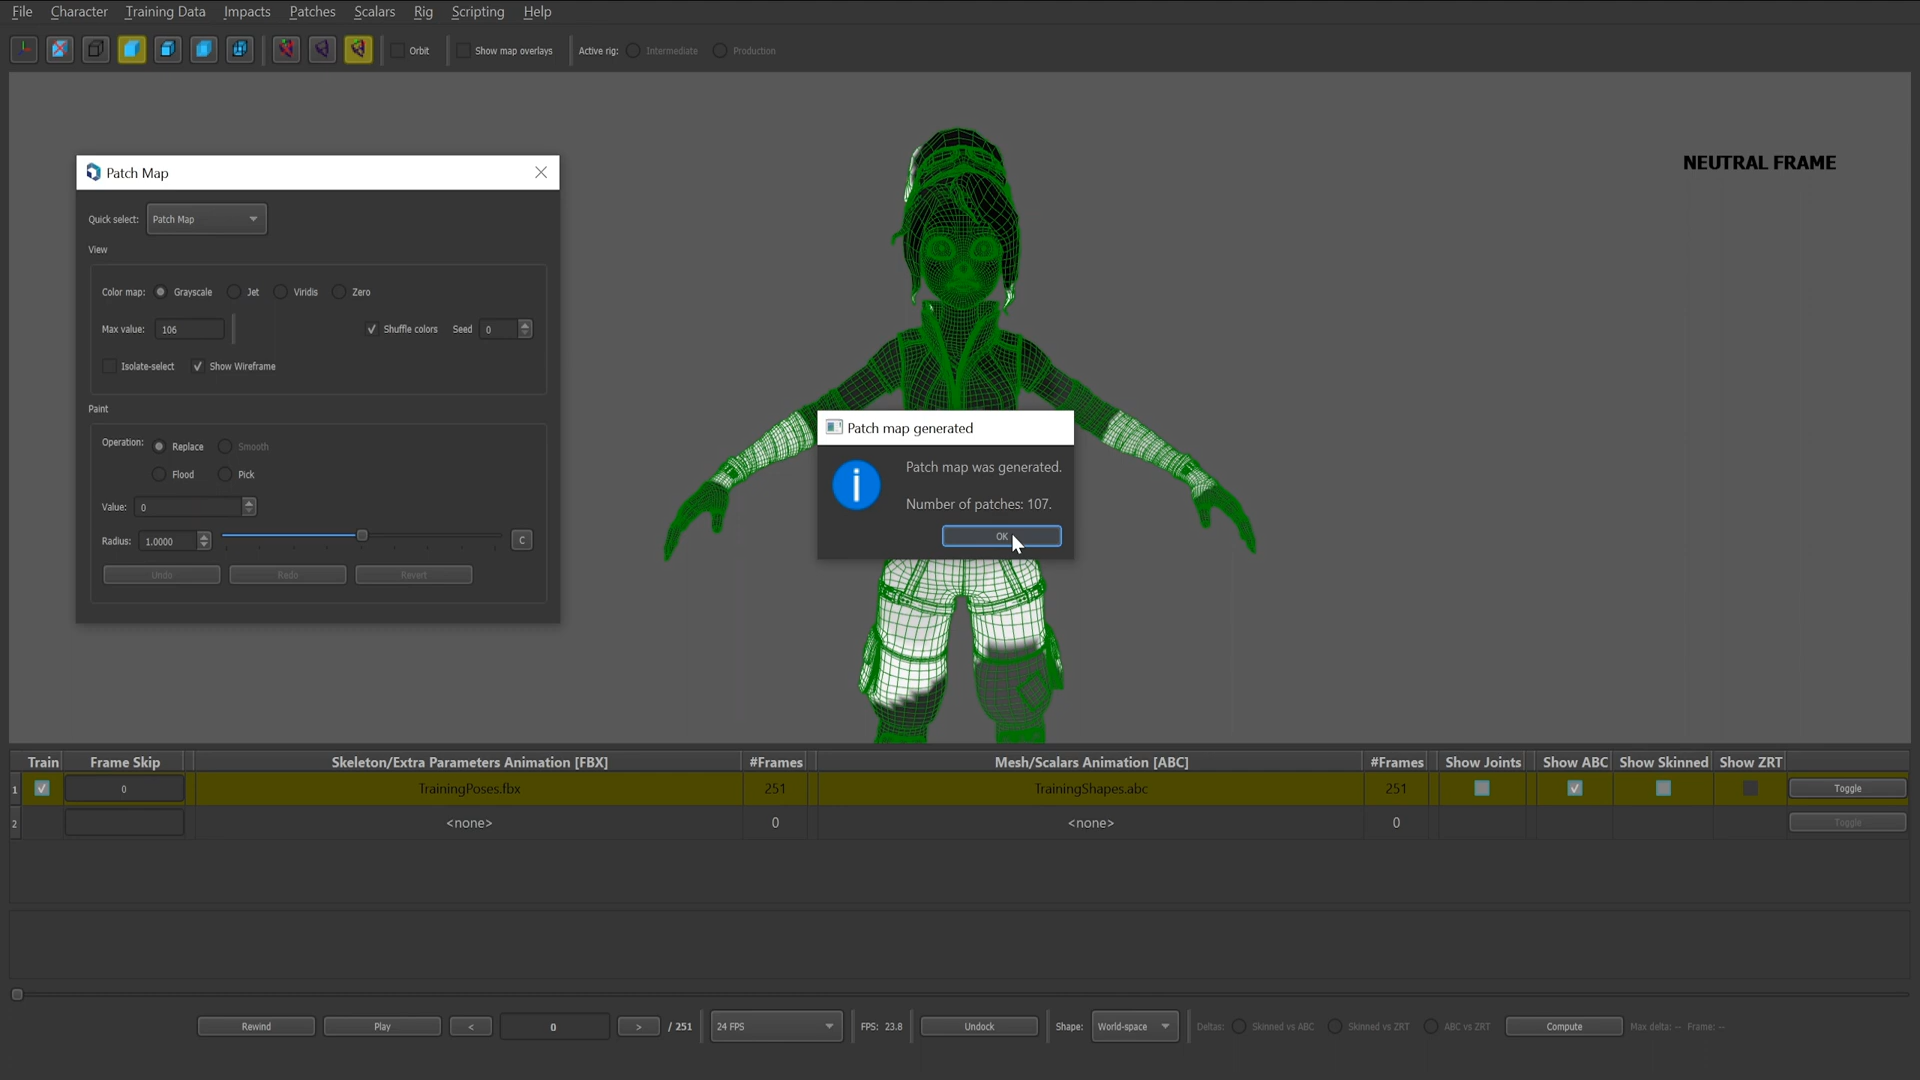 File Character Training Data Impacts Patches Scalars Rig Scripting Help
Orbit Show map overlays Active rig: Intermediate Production
NEUTRAL FRAME
Patch Map
Quick select: Patch Map
View
Color map: Grayscale Jet Viridis Zero
Max value: 106 Shuffle colors Seed 0
Isolate-select Show Wireframe
Paint
Operation: Replace Smooth
Flood Pick
Value: 0
Radius: 1.0000 C
Undo Redo Revert
Patch map generated
Patch map was generated.
Number of patches: 107.
OK
Train Frame Skip Skeleton/Extra Parameters Animation [FBX] #Frames Mesh/Scalars Animation [ABC] #Frames Show Joints Show ABC Show Skinned Show ZRT
1 0 TrainingPoses.fbx 251 TrainingShapes.abc 251 Toggle
2 <none> 0 <none> 0 Toggle
Rewind Play < 0 > / 251 24 FPS FPS: 23.8 Undock Shape: World-space Deltas: Skinned vs ABC Skinned vs ZRT ABC vs ZRT Compute Max delta: -- Frame: --